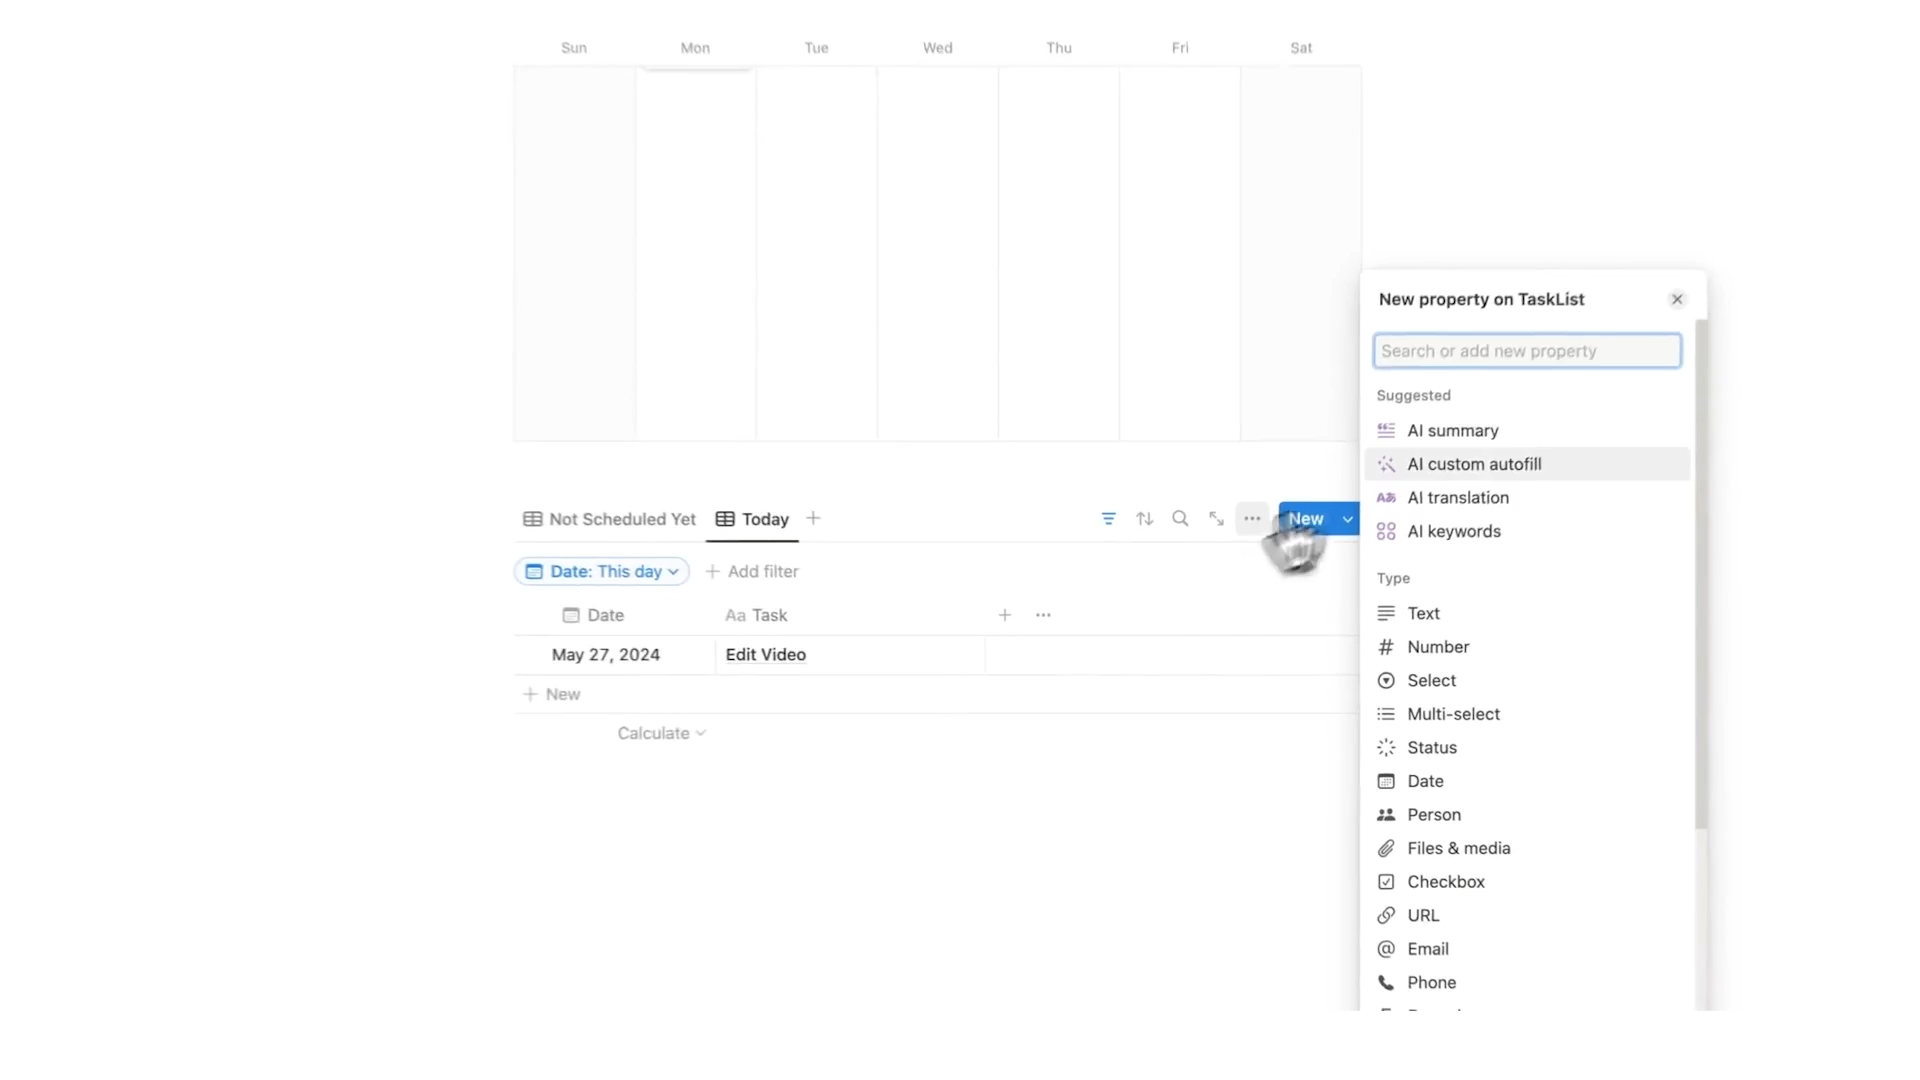 Sun Mon Tue Wed Thu Fri Sat
New property on TaskList
Search or add new property
Suggested
AI summary
AI custom autofill
AI translation
AI keywords
Type
Text
Number
Select
Multi-select
Status
Date
Person
Files & media
Checkbox
URL
Email
Phone
Not Scheduled Yet Today New
Date: This day Add filter
Date Aa Task
May 27, 2024 Edit Video
New
Calculate